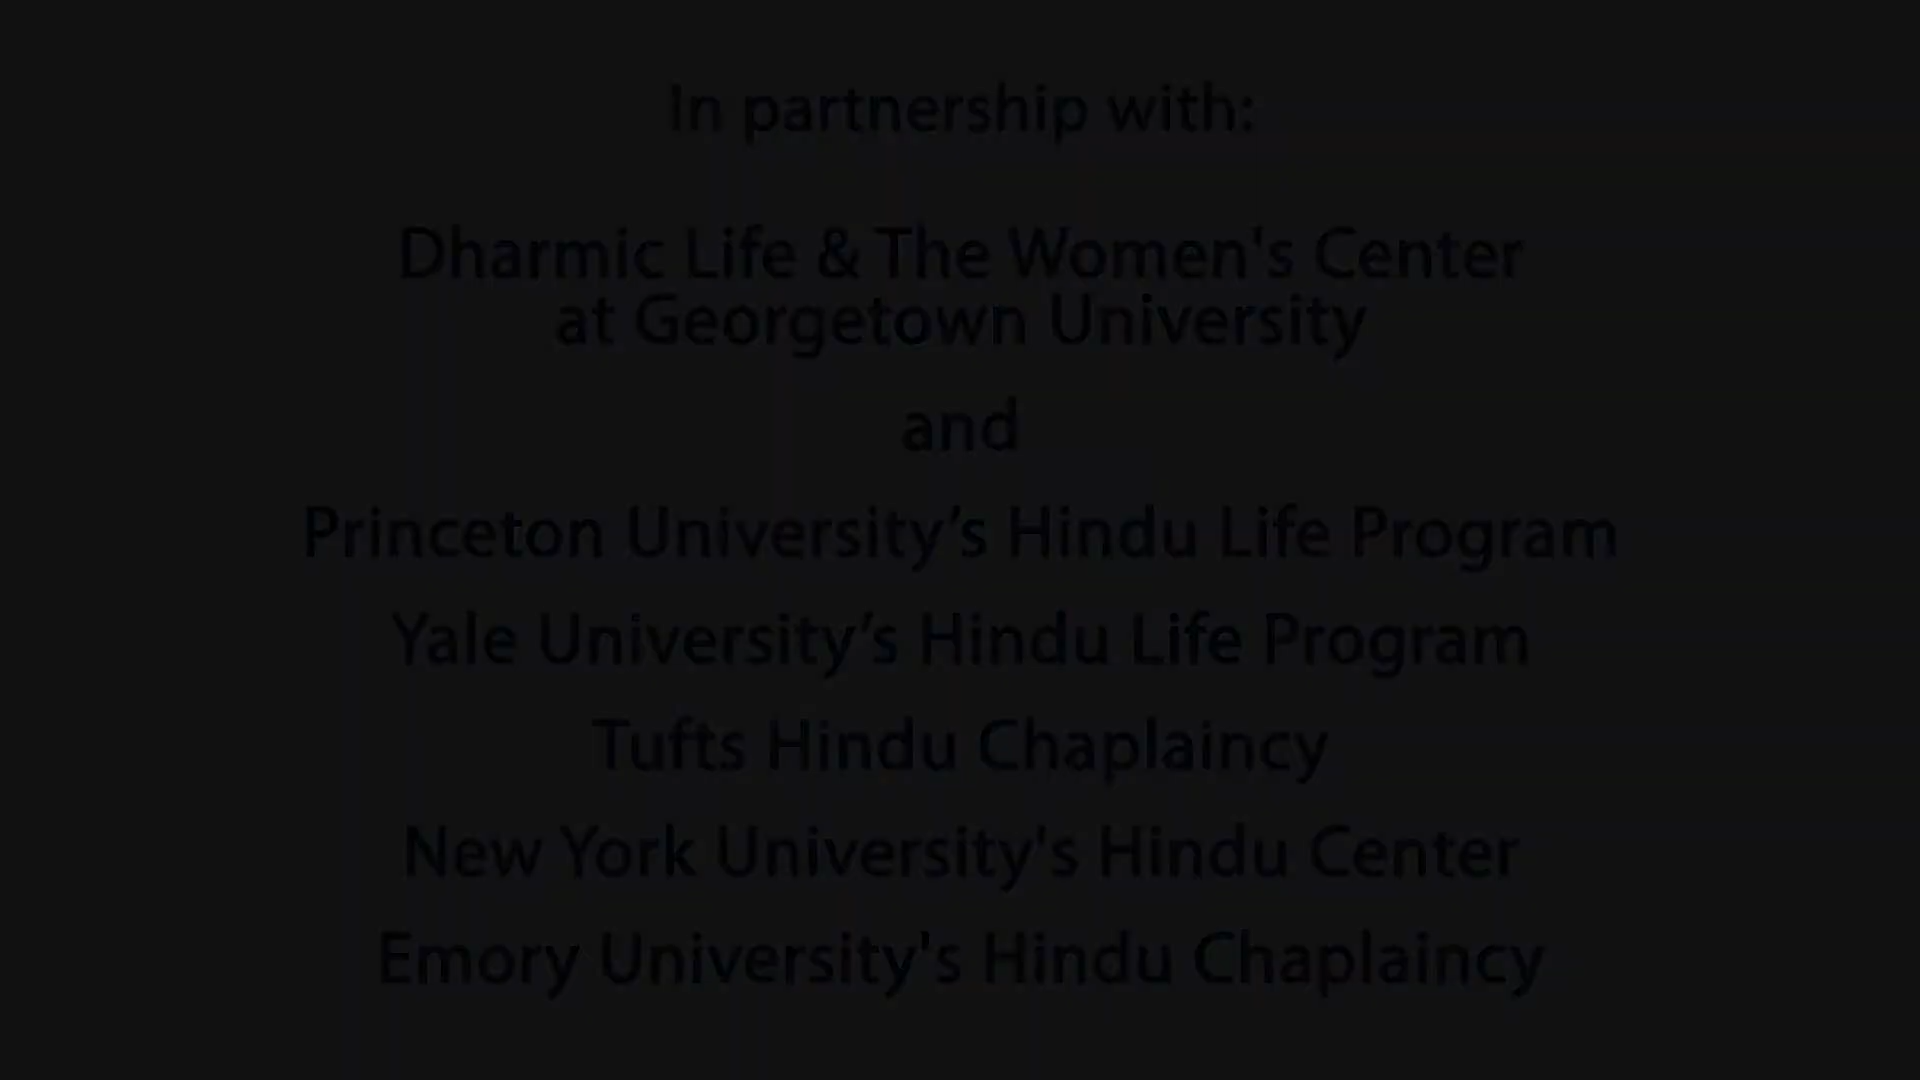 In partnership with:
Dharmic Life & The Women's Center
at Georgetown University
and
Princeton University’s Hindu Life Program
Yale University’s Hindu Life Program
Tufts Hindu Chaplaincy
New York University's Hindu Center
Emory University's Hindu Chaplaincy